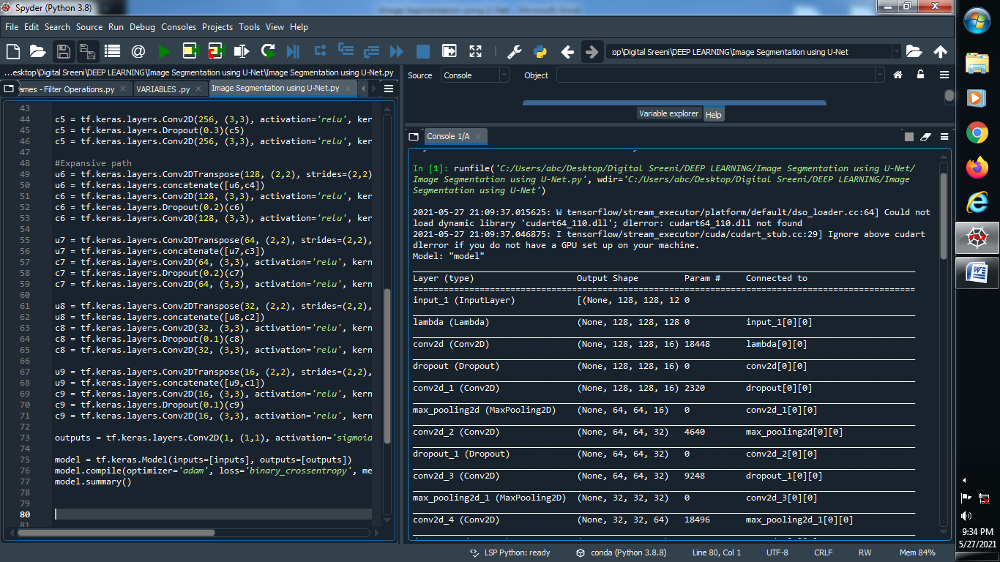 Spyder (Python 3.8)
File Edit Search Source Run Debug Consoles Projects Tools View Help
op\Digital Sreeni\DEEP LEARNING\Image Segmentation using U-Net
...esktop\Digital Sreeni\DEEP LEARNING\Image Segmentation using U-Net\Image Segmentation using U-Net.py
ames - Filter Operations.py
VARIABLES .py
Image Segmentation using U-Net.py
43
44 c5 = tf.keras.layers.Conv2D(256, (3,3), activation='relu', ker
45 c5 = tf.keras.layers.Dropout(0.3)(c5)
46 c5 = tf.keras.layers.Conv2D(256, (3,3), activation='relu', ker
47
48 #Expansive path
49 u6 = tf.keras.layers.Conv2DTranspose(128, (2,2), strides=(2,2)
50 u6 = tf.keras.layers.concatenate([u6,c4])
51 c6 = tf.keras.layers.Conv2D(128, (3,3), activation='relu', ker
52 c6 = tf.keras.layers.Dropout(0.2)(c6)
53 c6 = tf.keras.layers.Conv2D(128, (3,3), activation='relu', ker
54
55 u7 = tf.keras.layers.Conv2DTranspose(64, (2,2), strides=(2,2),
56 u7 = tf.keras.layers.concatenate([u7,c3])
57 c7 = tf.keras.layers.Conv2D(64, (3,3), activation='relu', kern
58 c7 = tf.keras.layers.Dropout(0.2)(c7)
59 c7 = tf.keras.layers.Conv2D(64, (3,3), activation='relu', kern
60
61 u8 = tf.keras.layers.Conv2DTranspose(32, (2,2), strides=(2,2),
62 u8 = tf.keras.layers.concatenate([u8,c2])
63 c8 = tf.keras.layers.Conv2D(32, (3,3), activation='relu', kern
64 c8 = tf.keras.layers.Dropout(0.1)(c8)
65 c8 = tf.keras.layers.Conv2D(32, (3,3), activation='relu', kern
66
67 u9 = tf.keras.layers.Conv2DTranspose(16, (2,2), strides=(2,2),
68 u9 = tf.keras.layers.concatenate([u9,c1])
69 c9 = tf.keras.layers.Conv2D(16, (3,3), activation='relu', kern
70 c9 = tf.keras.layers.Dropout(0.1)(c9)
71 c9 = tf.keras.layers.Conv2D(16, (3,3), activation='relu', kern
72
73 outputs = tf.keras.layers.Conv2D(1, (1,1), activation='sigmoid
74
75 model = tf.keras.Model(inputs=[inputs], outputs=[outputs])
76 model.compile(optimizer='adam', loss='binary_crossentropy', me
77 model.summary()
78
79
80
81
Source Console Object
Variable explorer Help
Console 1/A
In [1]: runfile('C:/Users/abc/Desktop/Digital Sreeni/DEEP LEARNING/Image Segmentation using U-Net/
Image Segmentation using U-Net.py', wdir='C:/Users/abc/Desktop/Digital Sreeni/DEEP LEARNING/Image
Segmentation using U-Net')
2021-05-27 21:09:37.015625: W tensorflow/stream_executor/platform/default/dso_loader.cc:64] Could not
load dynamic library 'cudart64_110.dll'; dlerror: cudart64_110.dll not found
2021-05-27 21:09:37.046875: I tensorflow/stream_executor/cuda/cudart_stub.cc:29] Ignore above cudart
dlerror if you do not have a GPU set up on your machine.
Model: "model"
Layer (type) Output Shape Param # Connected to
input_1 (InputLayer) [(None, 128, 128, 12 0
lambda (Lambda) (None, 128, 128, 128 0 input_1[0][0]
conv2d (Conv2D) (None, 128, 128, 16) 18448 lambda[0][0]
dropout (Dropout) (None, 128, 128, 16) 0 conv2d[0][0]
conv2d_1 (Conv2D) (None, 128, 128, 16) 2320 dropout[0][0]
max_pooling2d (MaxPooling2D) (None, 64, 64, 16) 0 conv2d_1[0][0]
conv2d_2 (Conv2D) (None, 64, 64, 32) 4640 max_pooling2d[0][0]
dropout_1 (Dropout) (None, 64, 64, 32) 0 conv2d_2[0][0]
conv2d_3 (Conv2D) (None, 64, 64, 32) 9248 dropout_1[0][0]
max_pooling2d_1 (MaxPooling2D) (None, 32, 32, 32) 0 conv2d_3[0][0]
conv2d_4 (Conv2D) (None, 32, 32, 64) 18496 max_pooling2d_1[0][0]
LSP Python: ready conda (Python 3.8.8) Line 80, Col 1 UTF-8 CRLF RW Mem 84%
9:34 PM
5/27/2021